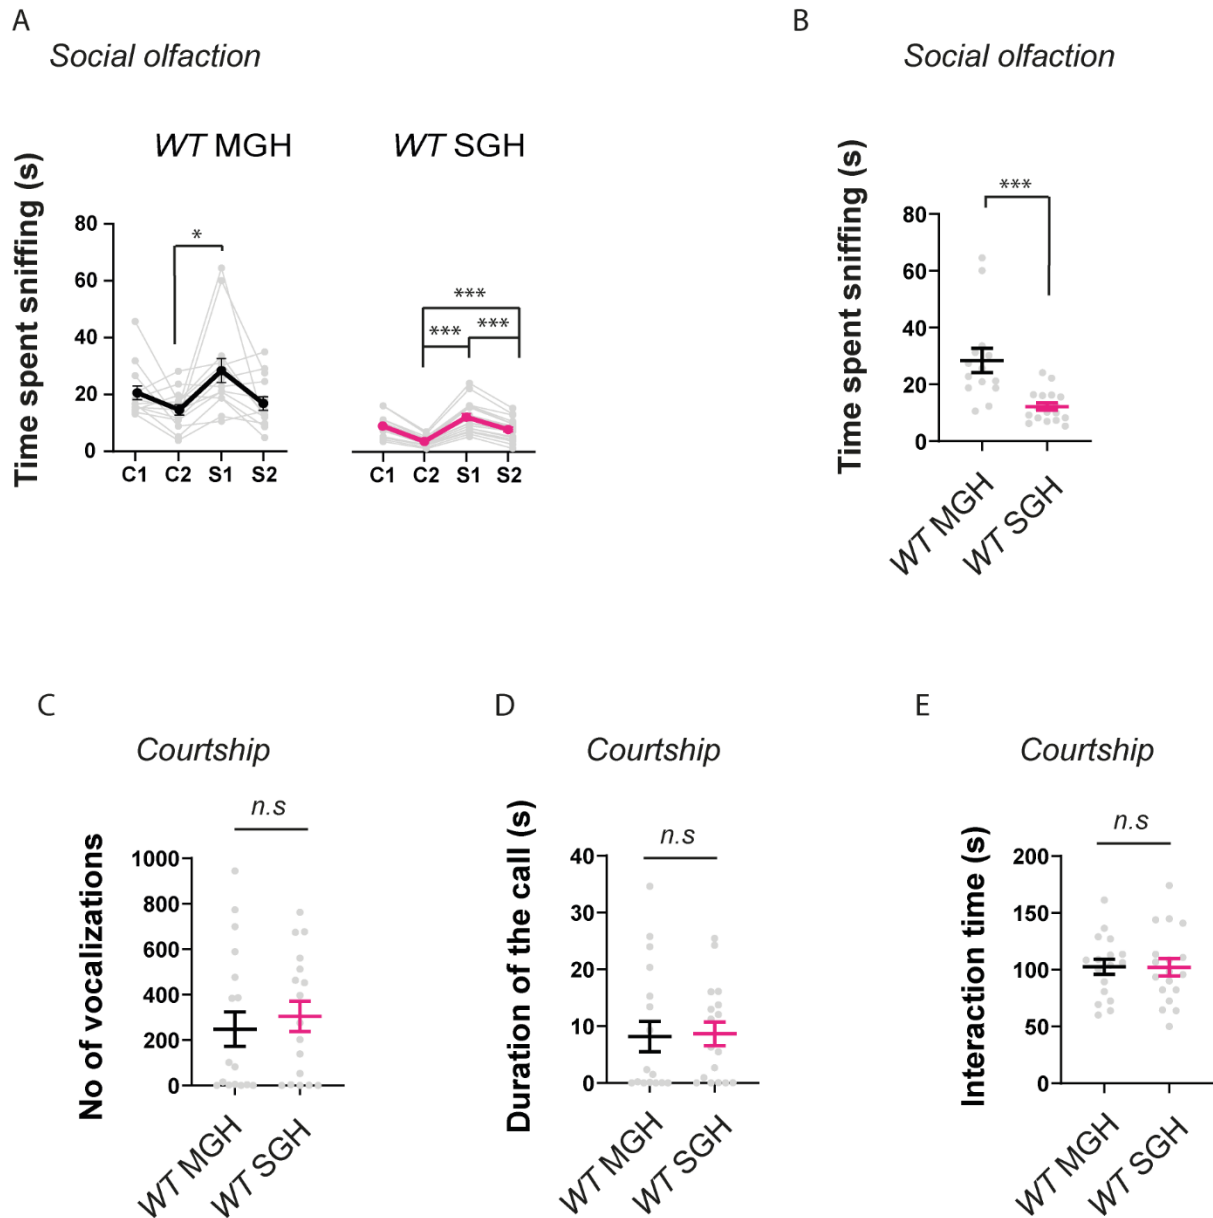 A
Social olfaction
WT MGH
WT SGH
Time spent sniffing (s)
80
60
40
20
0
*
***
*** ***
C1 C2 S1 S2
C1 C2 S1 S2
B
Social olfaction
Time spent sniffing (s)
80
60
40
20
0
***
WT MGH
WT SGH
C
Courtship
n.s
No of vocalizations
1000
800
600
400
200
0
WT MGH
WT SGH
D
Courtship
n.s
Duration of the call (s)
40
30
20
10
0
WT MGH
WT SGH
E
Courtship
n.s
Interaction time (s)
200
150
100
50
0
WT MGH
WT SGH